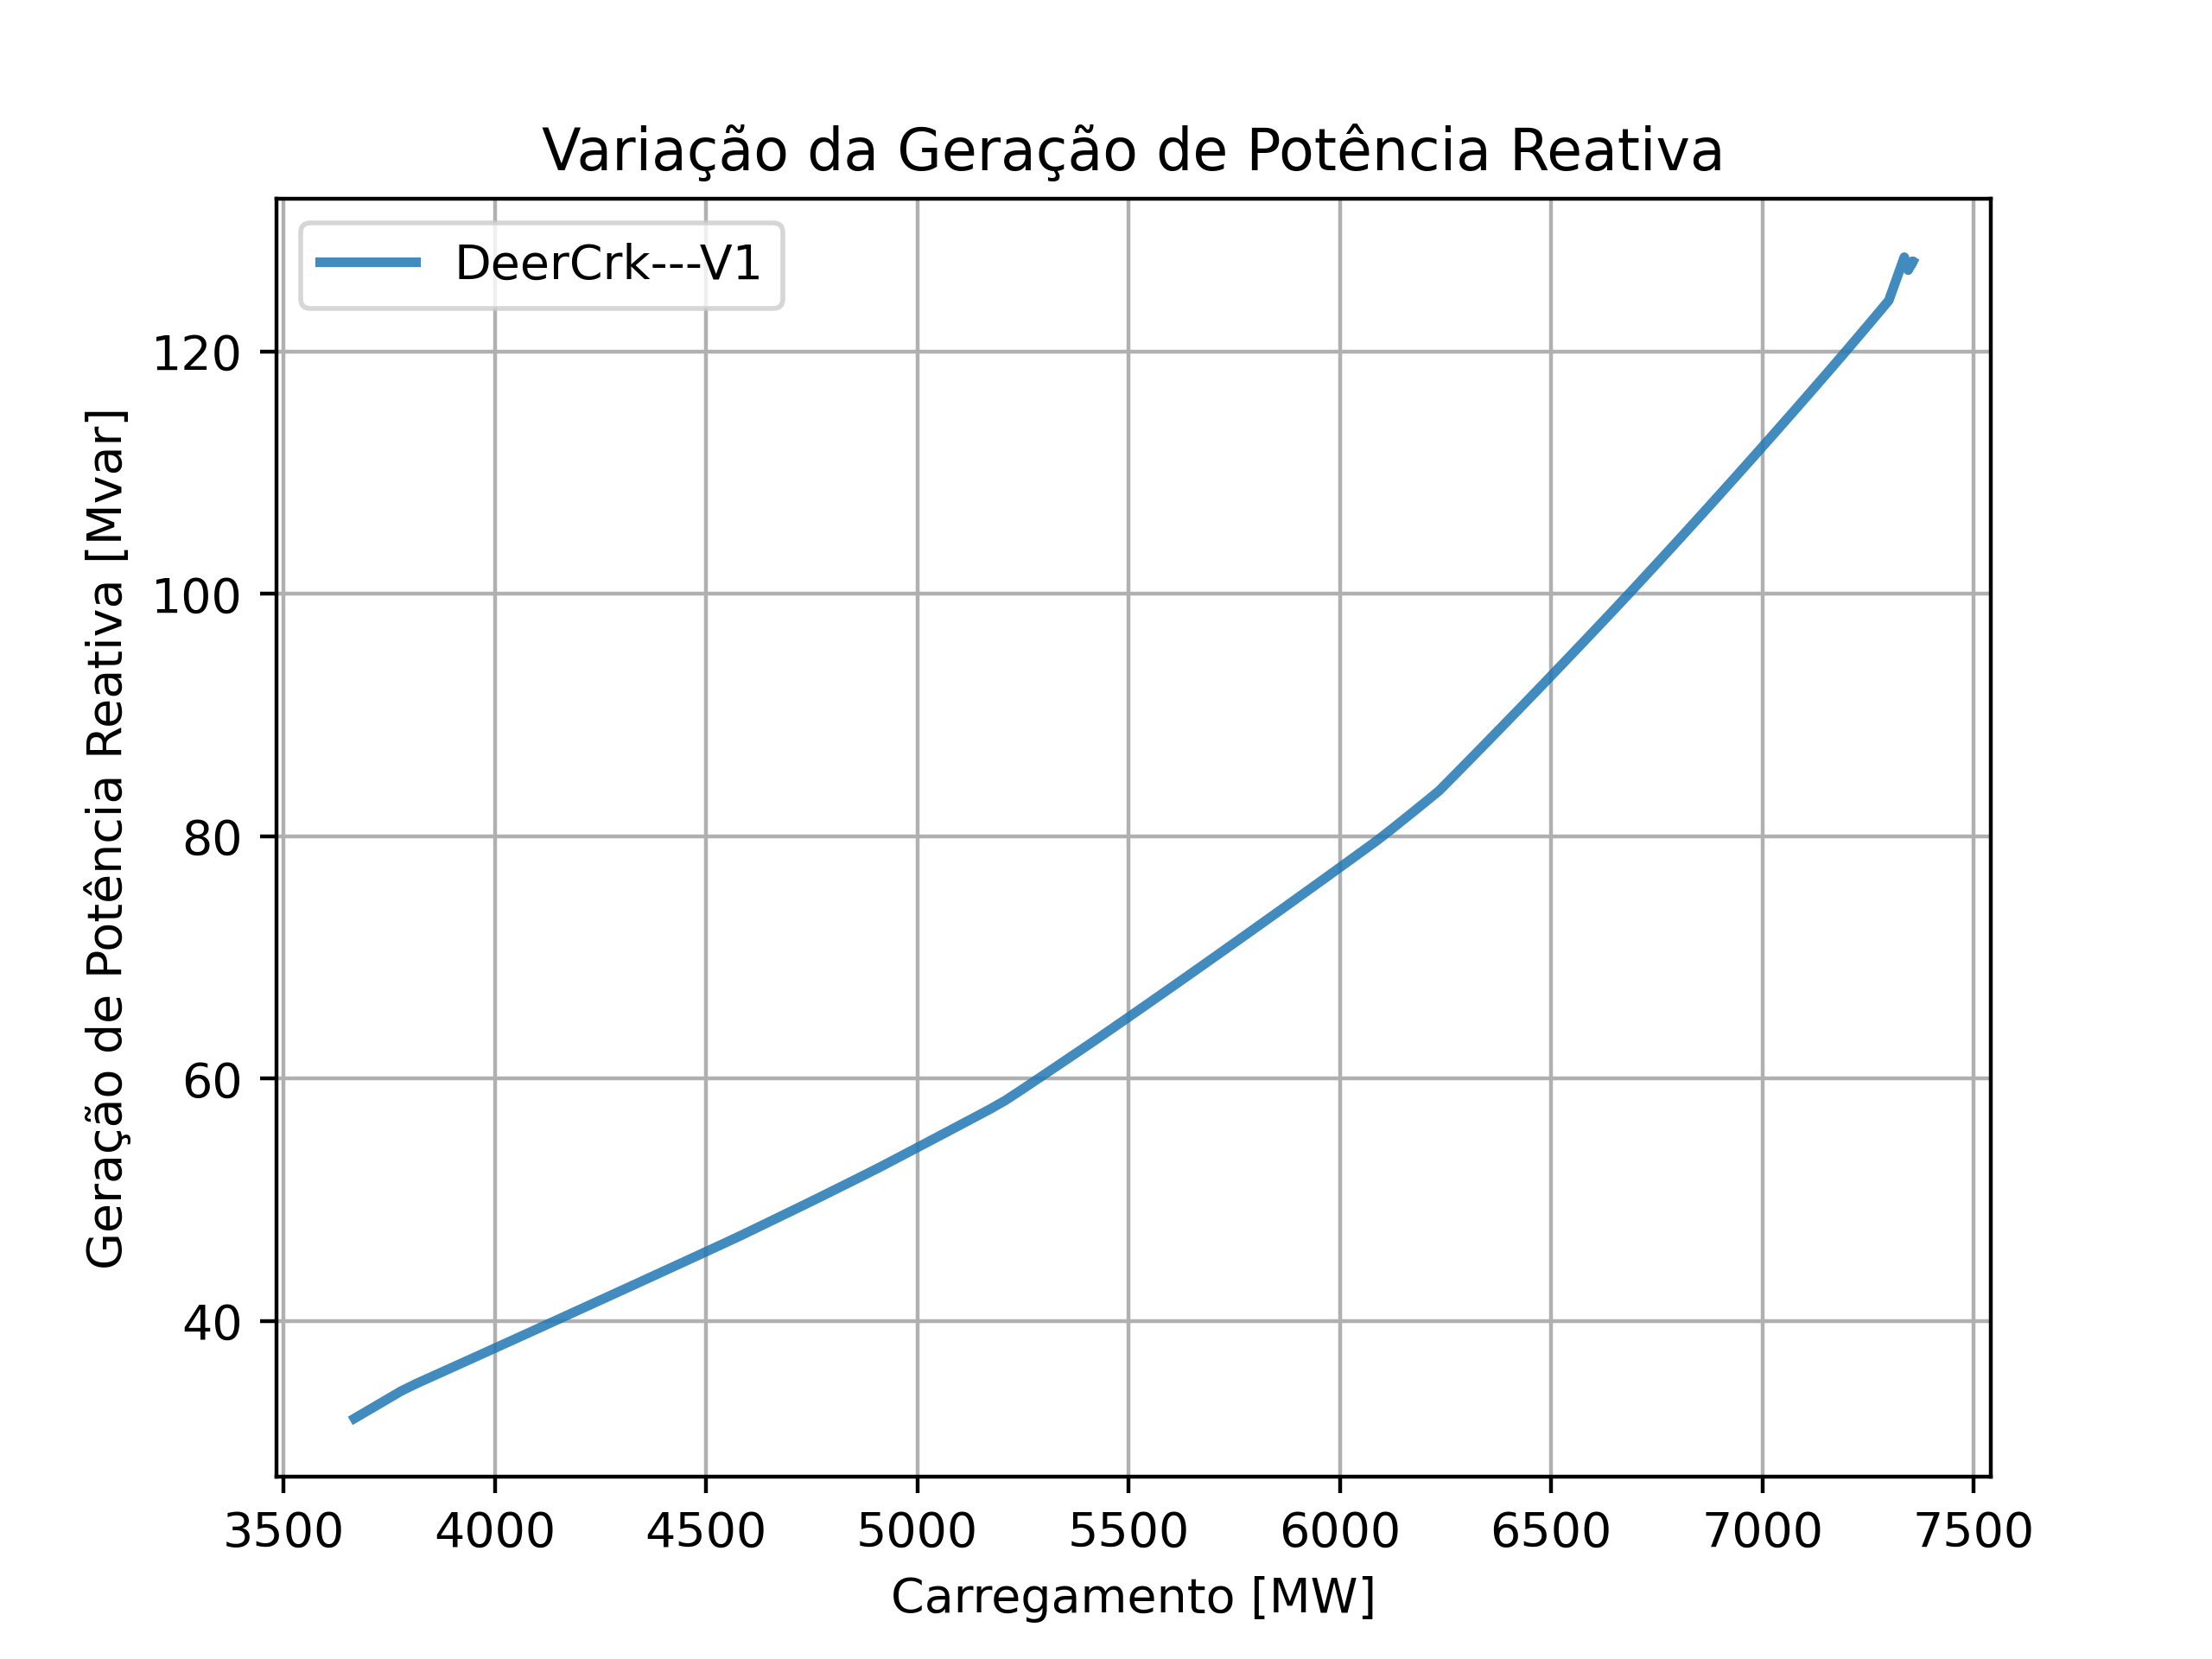 Variação da Geração de Potência Reativa
DeerCrk---V1
Geração de Potência Reativa [Mvar]
120
100
80
60
40
3500 4000 4500 5000 5500 6000 6500 7000 7500
Carregamento [MW]